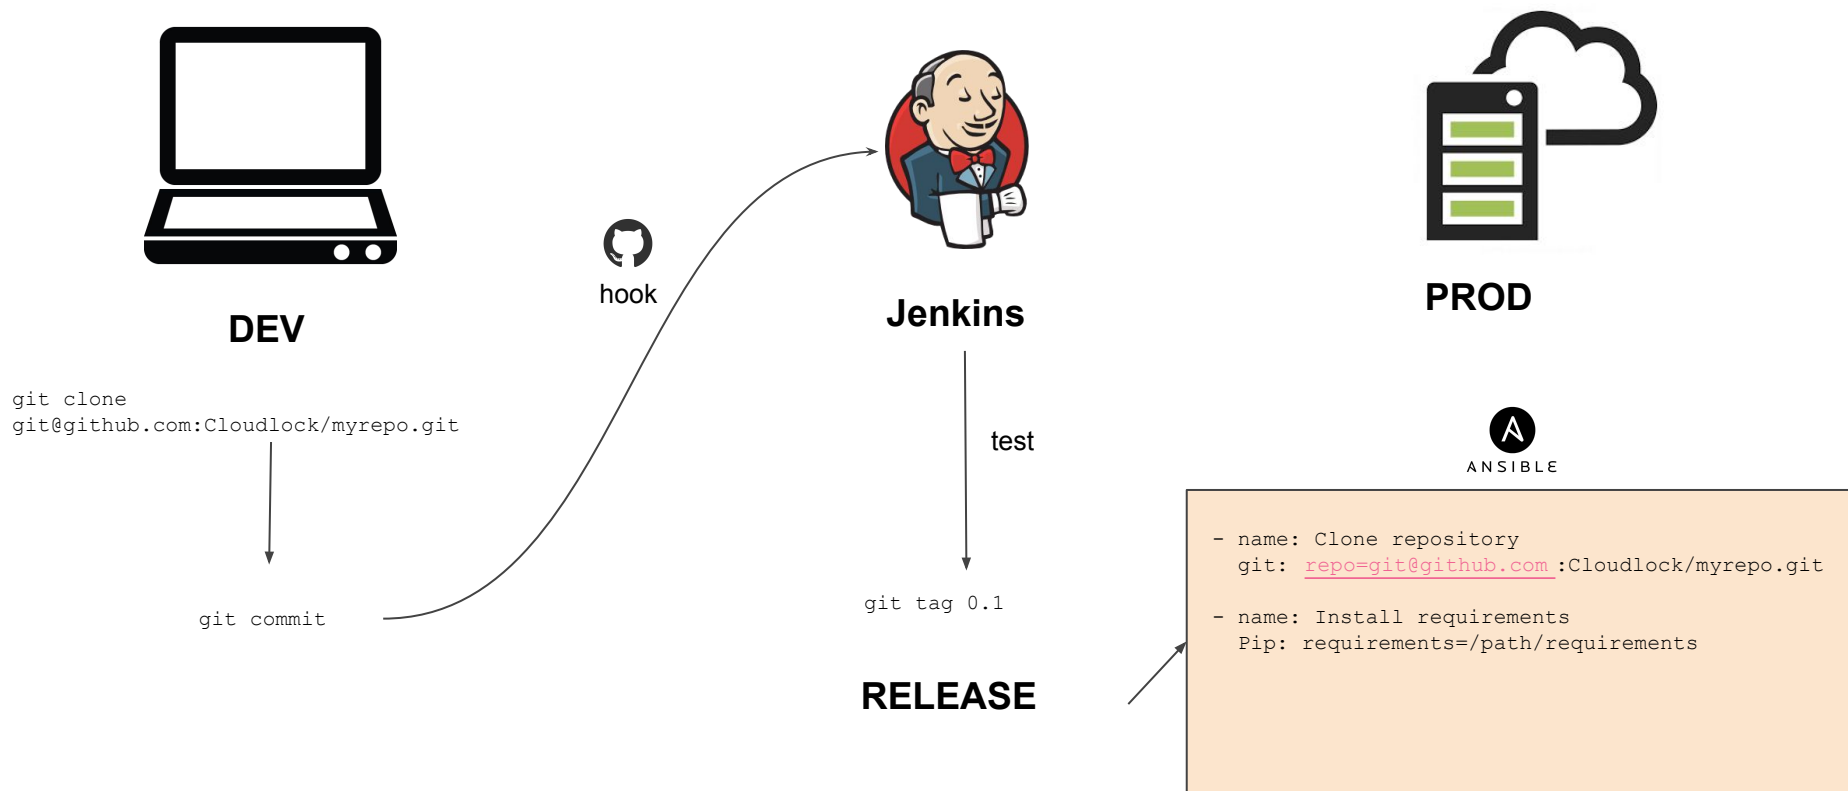 DEV
git clone
git@github.com:Cloudlock/myrepo.git
git commit
hook
Jenkins
test
git tag 0.1
RELEASE
PROD
ANSIBLE
- name: Clone repository
git: repo=git@github.com :Cloudlock/myrepo.git
- name: Install requirements
Pip: requirements=/path/requirements